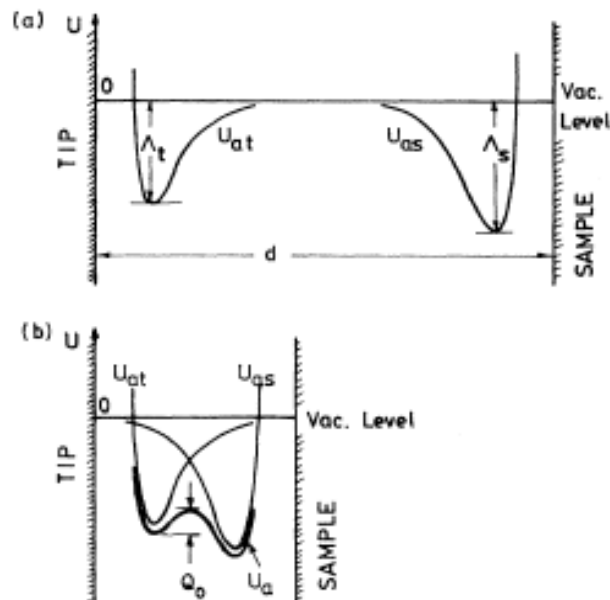 (a) U
0
Vac.
Level
TIP
Λt
Uat
Uas
Λs
SAMPLE
d
(b) U
Uat
Uas
0
Vac. Level
TIP
SAMPLE
Qo
Ua